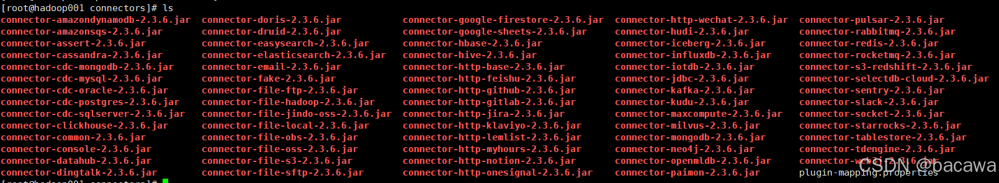 [root@hadoop001 connectors]# ls
connector-amazondynamodb-2.3.6.jar connector-doris-2.3.6.jar connector-google-firestore-2.3.6.jar connector-http-wechat-2.3.6.jar connector-pulsar-2.3.6.jar
connector-amazonsqs-2.3.6.jar connector-druid-2.3.6.jar connector-google-sheets-2.3.6.jar connector-hudi-2.3.6.jar connector-rabbitmq-2.3.6.jar
connector-assert-2.3.6.jar connector-easysearch-2.3.6.jar connector-hbase-2.3.6.jar connector-iceberg-2.3.6.jar connector-redis-2.3.6.jar
connector-cassandra-2.3.6.jar connector-elasticsearch-2.3.6.jar connector-hive-2.3.6.jar connector-influxdb-2.3.6.jar connector-rocketmq-2.3.6.jar
connector-cdc-mongodb-2.3.6.jar connector-email-2.3.6.jar connector-http-base-2.3.6.jar connector-iotdb-2.3.6.jar connector-s3-redshift-2.3.6.jar
connector-cdc-mysql-2.3.6.jar connector-fake-2.3.6.jar connector-http-feishu-2.3.6.jar connector-jdbc-2.3.6.jar connector-selectdb-cloud-2.3.6.jar
connector-cdc-oracle-2.3.6.jar connector-file-ftp-2.3.6.jar connector-http-github-2.3.6.jar connector-kafka-2.3.6.jar connector-sentry-2.3.6.jar
connector-cdc-postgres-2.3.6.jar connector-file-hadoop-2.3.6.jar connector-http-gitlab-2.3.6.jar connector-kudu-2.3.6.jar connector-slack-2.3.6.jar
connector-cdc-sqlserver-2.3.6.jar connector-file-jindo-oss-2.3.6.jar connector-http-jira-2.3.6.jar connector-maxcompute-2.3.6.jar connector-socket-2.3.6.jar
connector-clickhouse-2.3.6.jar connector-file-local-2.3.6.jar connector-http-klaviyo-2.3.6.jar connector-milvus-2.3.6.jar connector-starrocks-2.3.6.jar
connector-common-2.3.6.jar connector-file-obs-2.3.6.jar connector-http-lemlist-2.3.6.jar connector-mongodb-2.3.6.jar connector-tablestore-2.3.6.jar
connector-console-2.3.6.jar connector-file-oss-2.3.6.jar connector-http-myhours-2.3.6.jar connector-neo4j-2.3.6.jar connector-tdengine-2.3.6.jar
connector-datahub-2.3.6.jar connector-file-s3-2.3.6.jar connector-http-notion-2.3.6.jar connector-openmldb-2.3.6.jar connector-web3j-2.3.6.jar
connector-dingtalk-2.3.6.jar connector-file-sftp-2.3.6.jar connector-http-onesignal-2.3.6.jar connector-paimon-2.3.6.jar plugin-mapping.properties
[root@hadoop001 connectors]#
CSDN @bacawa